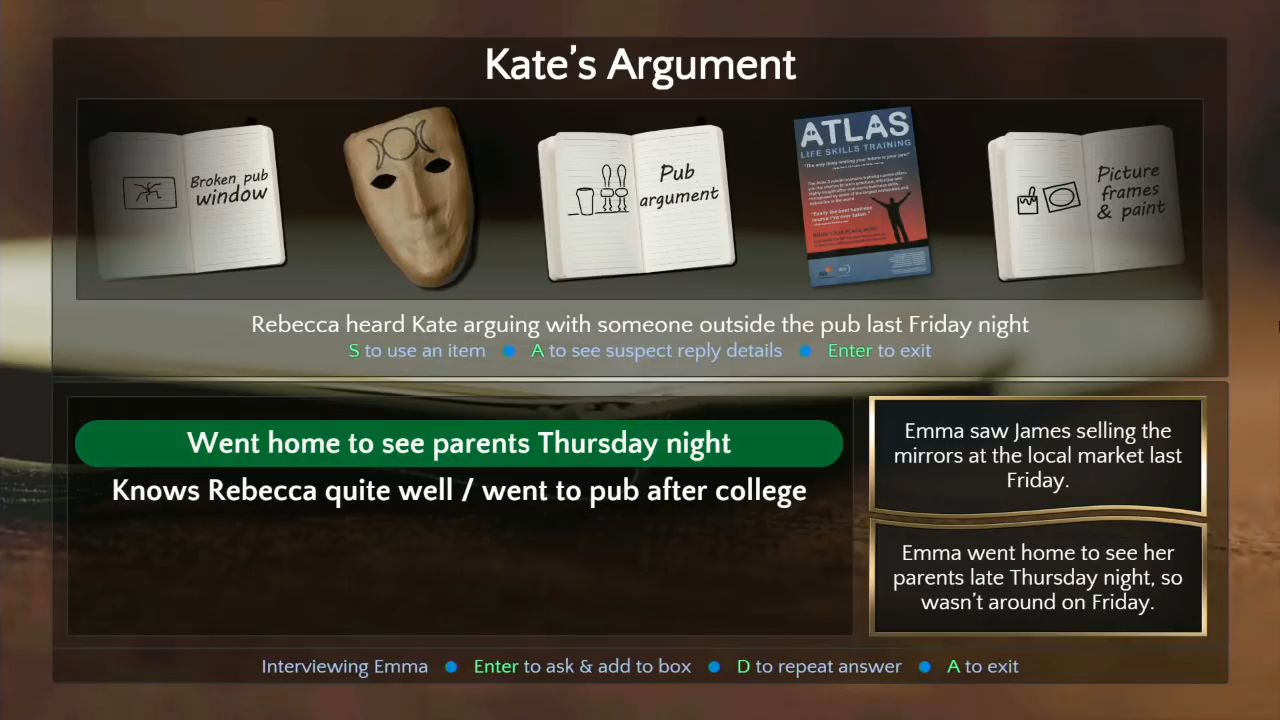 Kate's Argument
Broken pub
window
Pub
argument
ATLAS
LIFE SKILLS TRAINING
Picture
frames
& paint
Rebecca heard Kate arguing with someone outside the pub last Friday night
S to use an item ● A to see suspect reply details ● Enter to exit
Went home to see parents Thursday night
Knows Rebecca quite well / went to pub after college
Emma saw James selling the
mirrors at the local market last
Friday.
Emma went home to see her
parents late Thursday night, so
wasn't around on Friday.
Interviewing Emma ● Enter to ask & add to box ● D to repeat answer ● A to exit